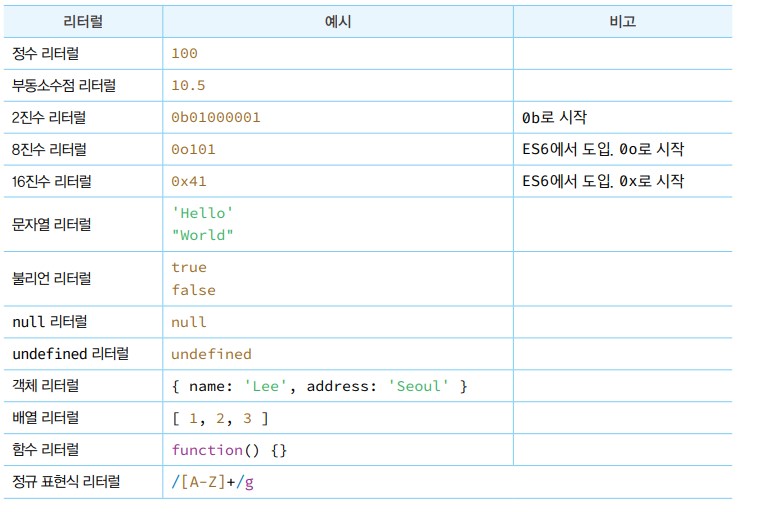 리터럴 예시 비고
정수 리터럴 100
부동소수점 리터럴 10.5
2진수 리터럴 0b01000001 0b로 시작
8진수 리터럴 0o101 ES6에서 도입. 0o로 시작
16진수 리터럴 0x41 ES6에서 도입. 0x로 시작
문자열 리터럴 'Hello'
"World"
불리언 리터럴 true
false
null 리터럴 null
undefined 리터럴 undefined
객체 리터럴 { name: 'Lee', address: 'Seoul' }
배열 리터럴 [ 1, 2, 3 ]
함수 리터럴 function() {}
정규 표현식 리터럴 /[A-Z]+/g